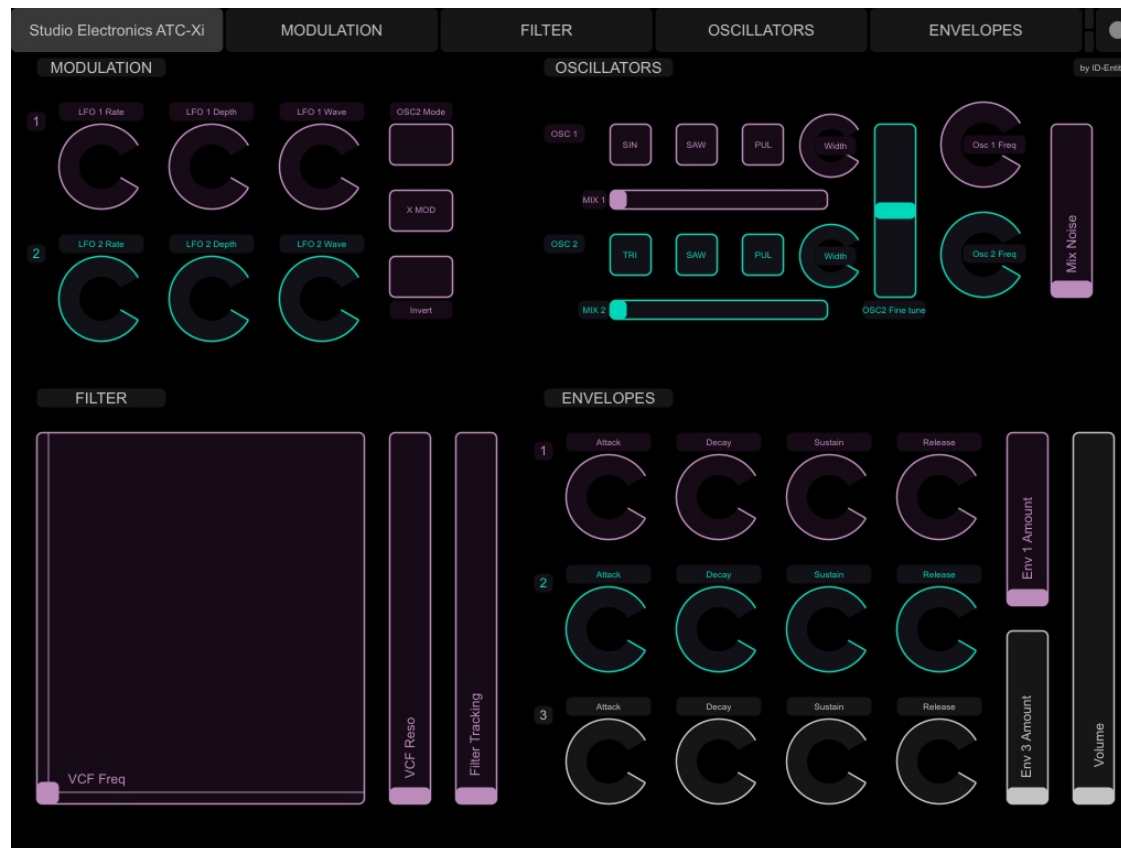 Studio Electronics ATC-Xi
MODULATION
FILTER
OSCILLATORS
ENVELOPES
MODULATION
OSCILLATORS
by ID-Entit
1
LFO 1 Rate
LFO 1 Depth
LFO 1 Wave
OSC2 Mode
X MOD
2
LFO 2 Rate
LFO 2 Depth
LFO 2 Wave
Invert
OSC 1
SIN
SAW
PUL
Width
Osc 1 Freq
MIX 1
OSC 2
TRI
SAW
PUL
Width
Osc 2 Freq
MIX 2
OSC2 Fine tune
Mix Noise
FILTER
VCF Freq
VCF Reso
Filter Tracking
ENVELOPES
1
Attack
Decay
Sustain
Release
Env 1 Amount
2
Attack
Decay
Sustain
Release
3
Attack
Decay
Sustain
Release
Env 3 Amount
Volume